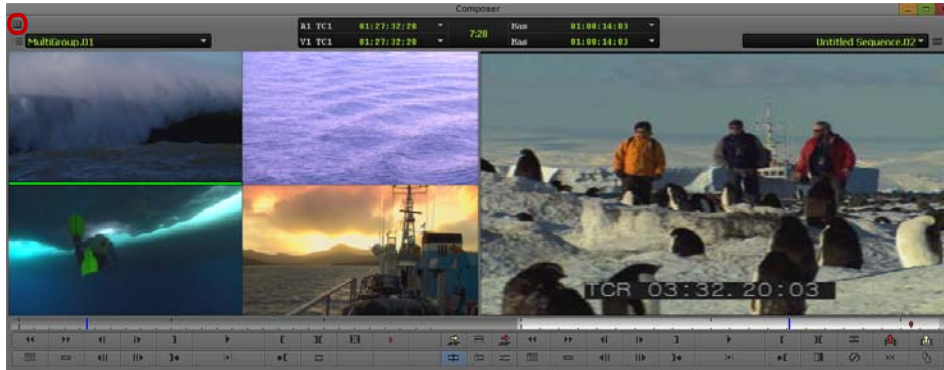 Composer
A1 TC1 01:27:32:20
7:20
Mas 01:00:14:03
V1 TC1 01:27:32:20
Mas 01:00:14:03
MultiGroup.01
Untitled Sequence.02
TCR 03:32.20:03